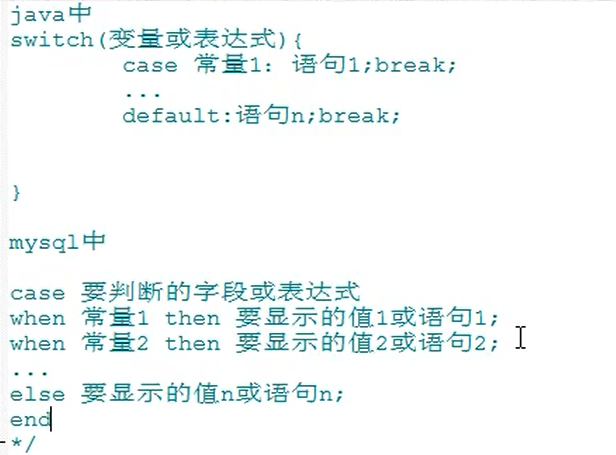 java中
switch(变量或表达式){
case 常量1: 语句1;break;
...
default:语句n;break;
}
mysql中
case 要判断的字段或表达式
when 常量1 then 要显示的值1或语句1;
when 常量2 then 要显示的值2或语句2;
...
else 要显示的值n或语句n;
end
*/